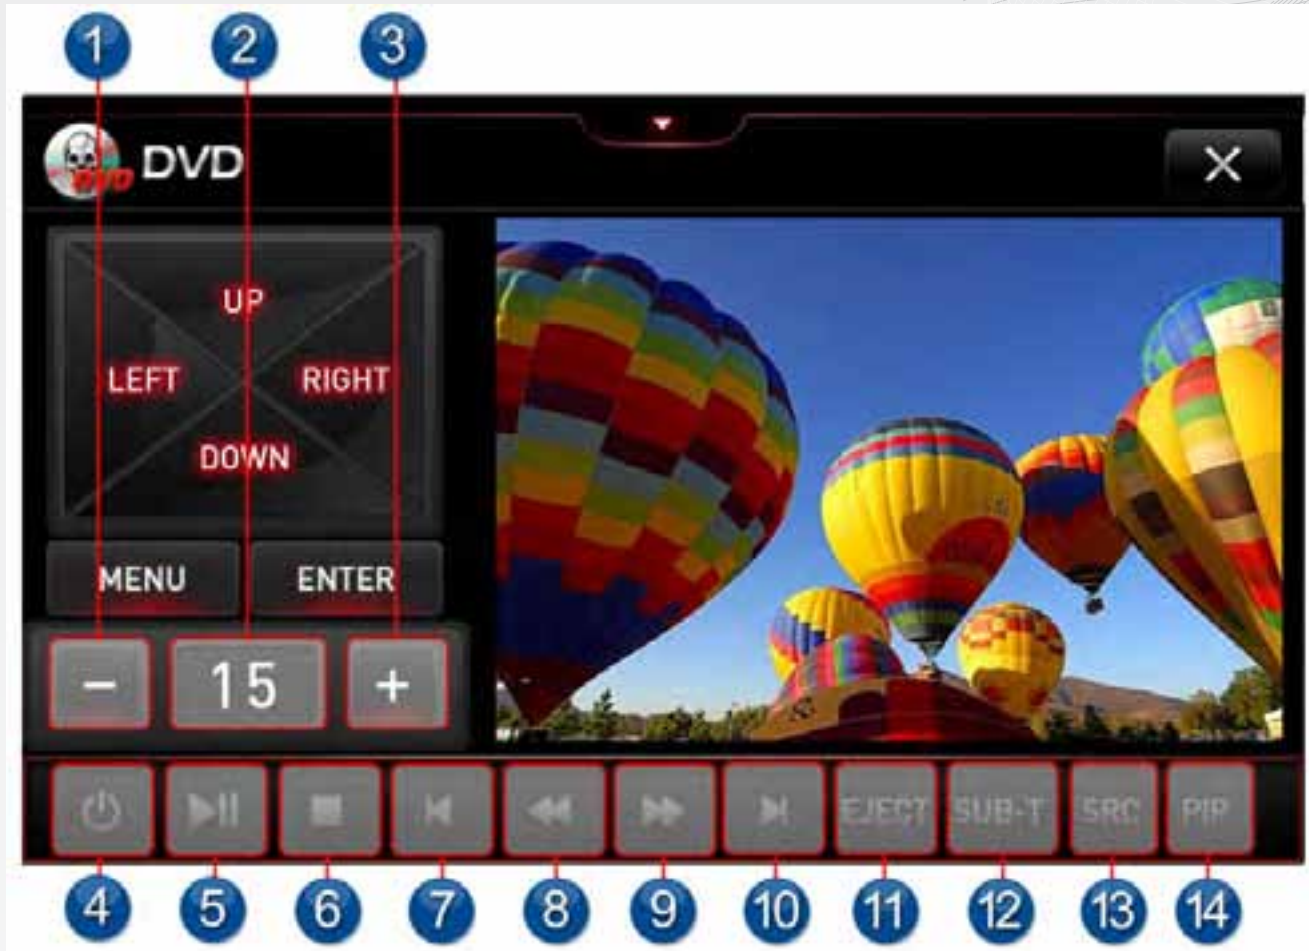 1 2 3
DVD DVD X
UP
LEFT RIGHT
DOWN
MENU ENTER
− 15 +
EJECT SUB-T SRC PIP
4 5 6 7 8 9 10 11 12 13 14